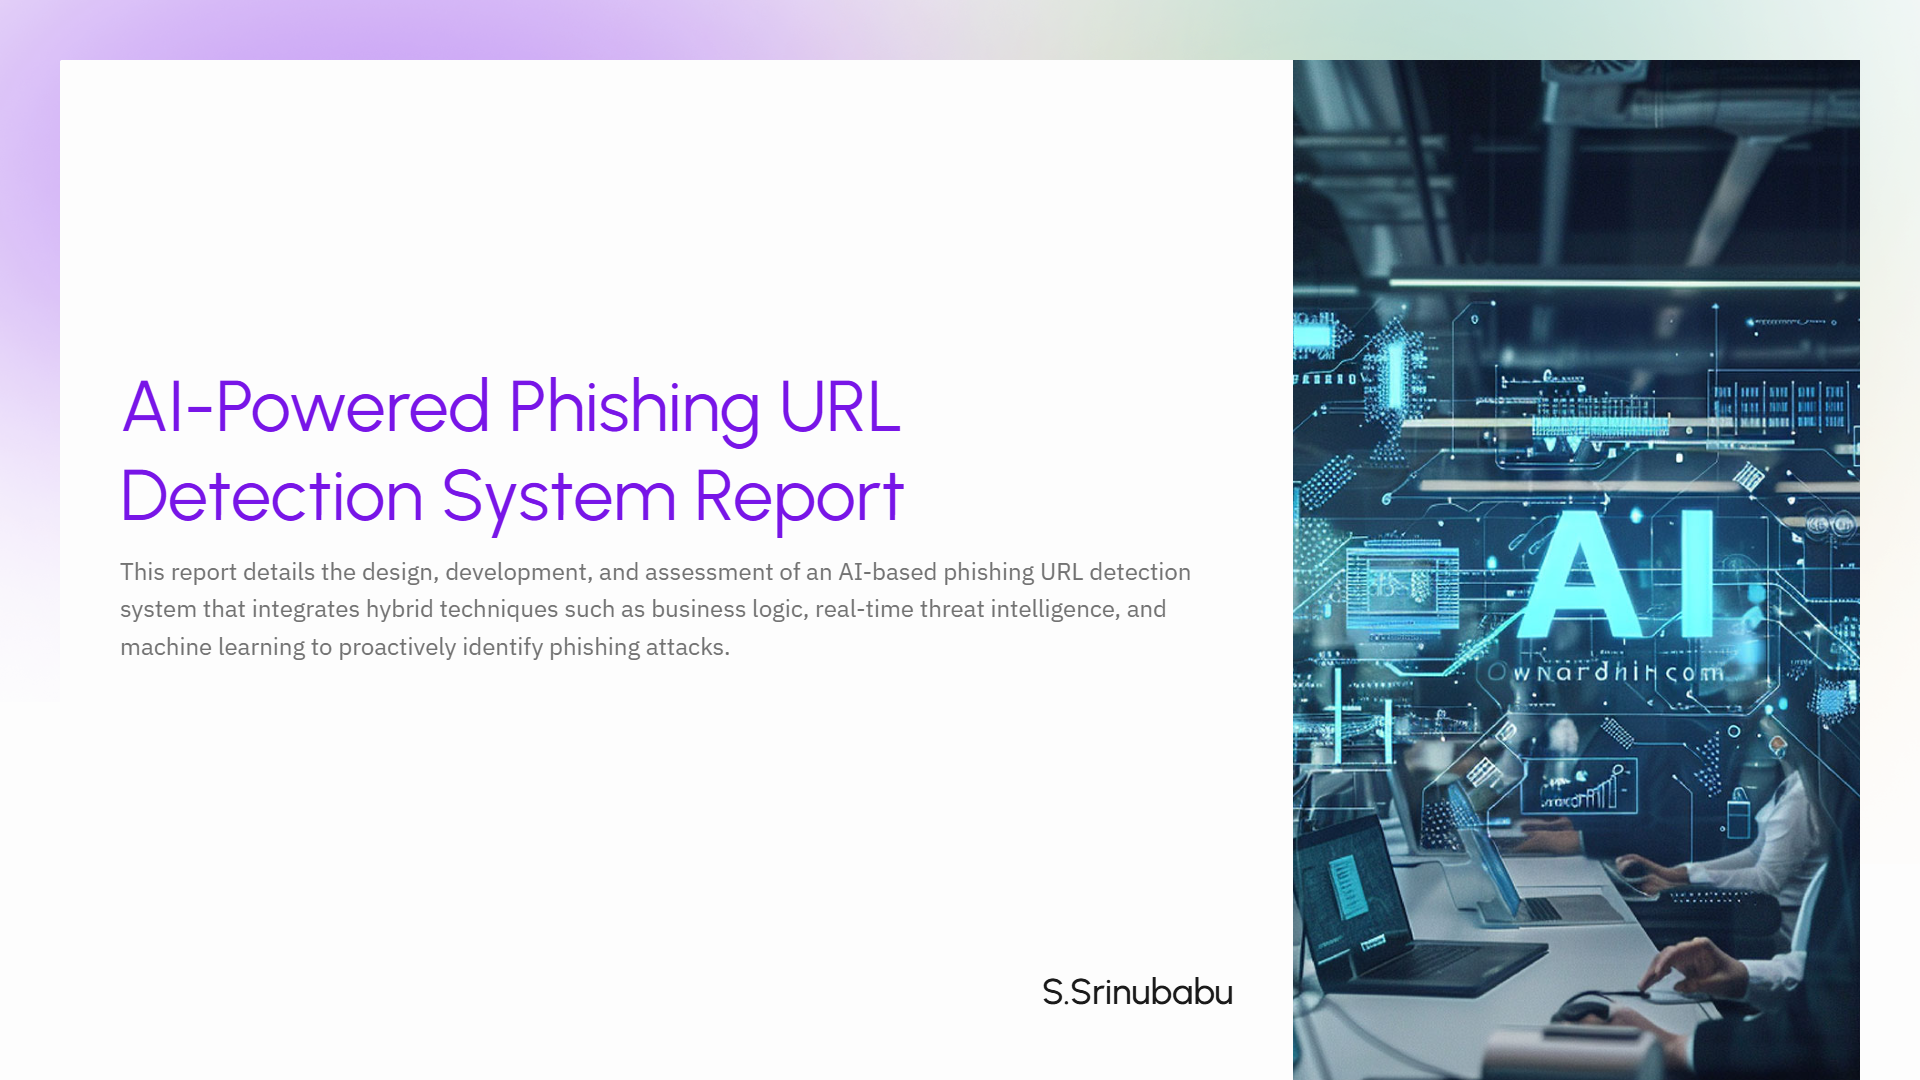 AI-Powered Phishing URL
Detection System Report
This report details the design, development, and assessment of an AI-based phishing URL detection
system that integrates hybrid techniques such as business logic, real-time threat intelligence, and
machine learning to proactively identify phishing attacks.
S.Srinubabu
AI